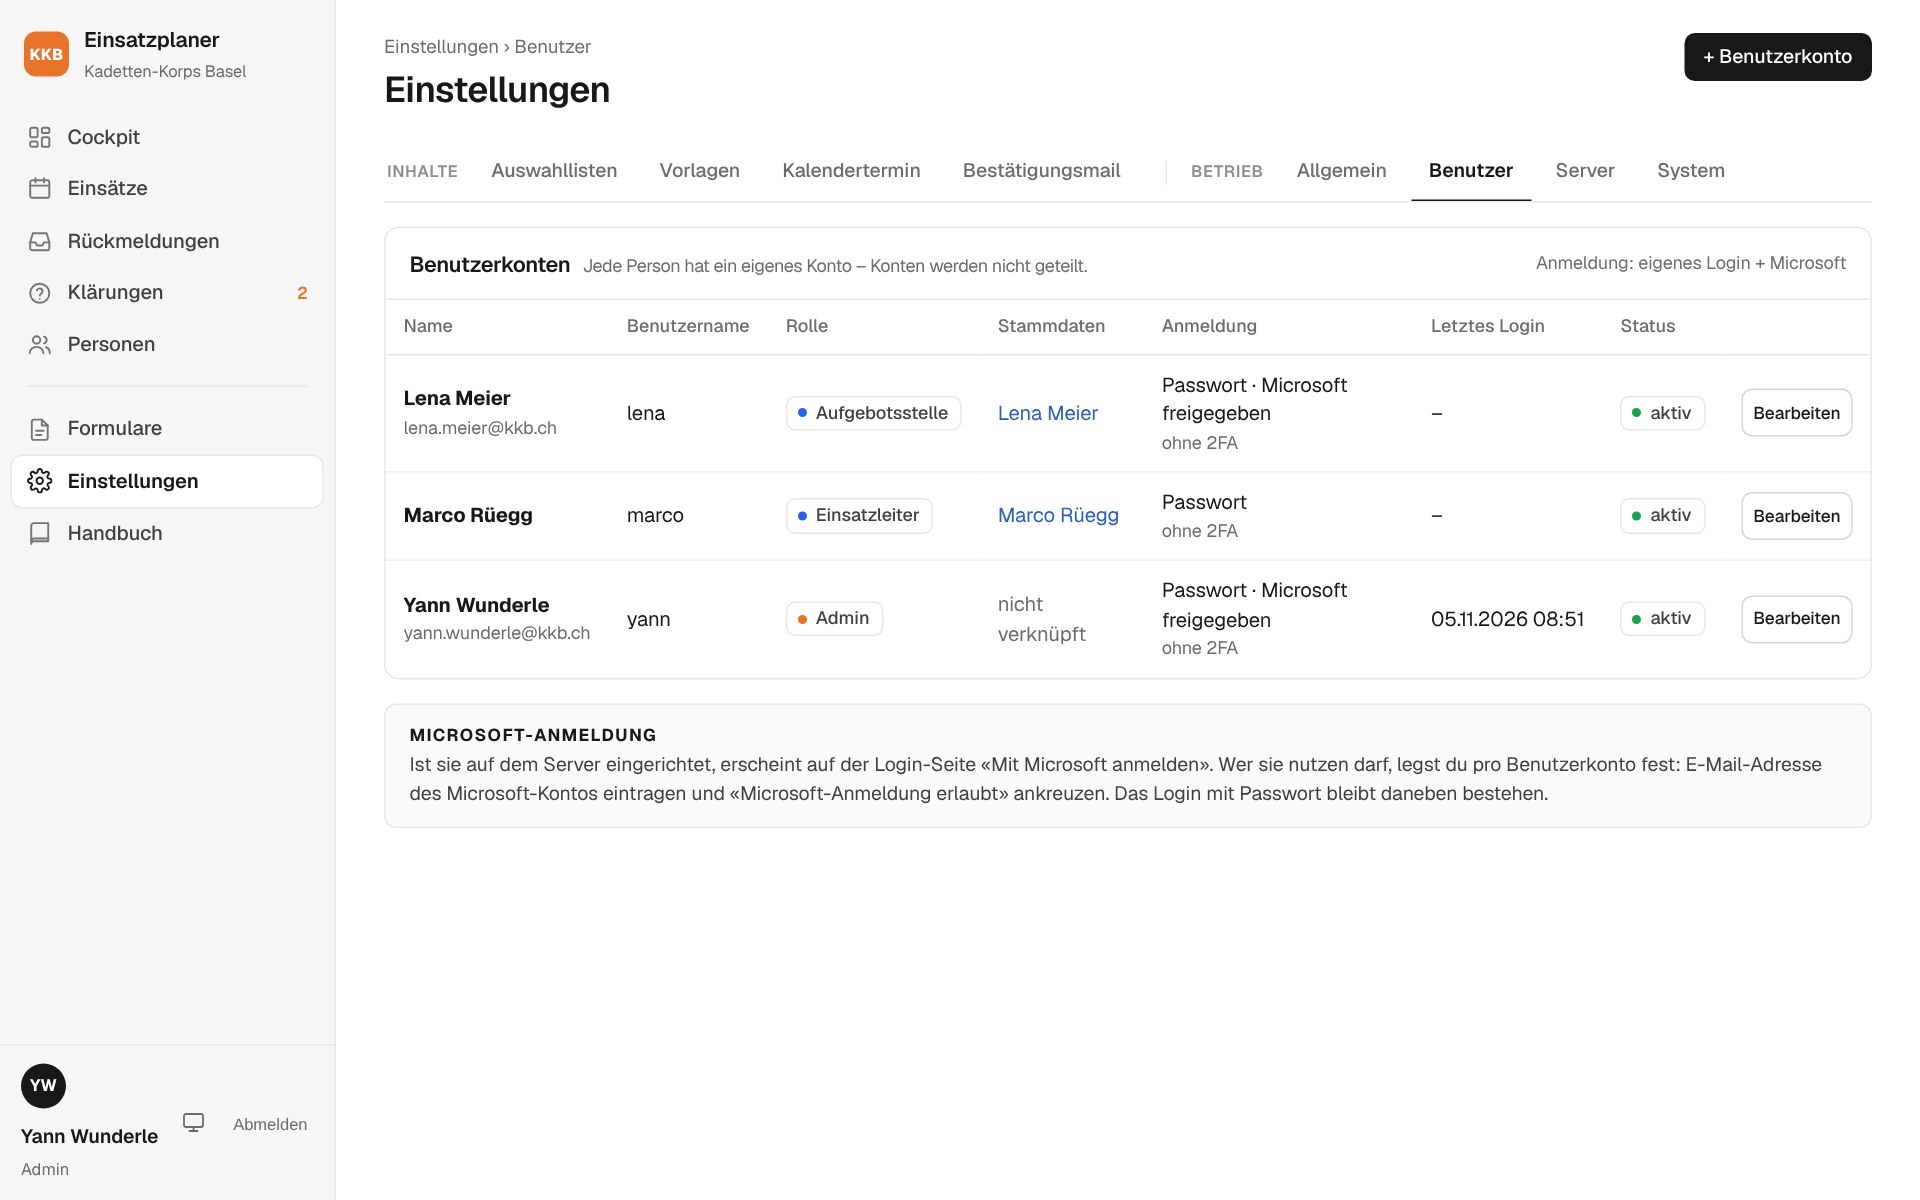 KKB
Einsatzplaner
Kadetten-Korps Basel
Cockpit
Einsätze
Rückmeldungen
Klärungen 2
Personen
Formulare
Einstellungen
Handbuch
YW
Yann Wunderle
Admin
Abmelden
Einstellungen › Benutzer
Einstellungen
+ Benutzerkonto
INHALTE Auswahllisten Vorlagen Kalendertermin Bestätigungsmail BETRIEB Allgemein Benutzer Server System
Benutzerkonten Jede Person hat ein eigenes Konto – Konten werden nicht geteilt. Anmeldung: eigenes Login + Microsoft
Name Benutzername Rolle Stammdaten Anmeldung Letztes Login Status
Lena Meier
lena.meier@kkb.ch
lena
Aufgebotsstelle
Lena Meier
Passwort · Microsoft
freigegeben
ohne 2FA
–
aktiv
Bearbeiten
Marco Rüegg
marco
Einsatzleiter
Marco Rüegg
Passwort
ohne 2FA
–
aktiv
Bearbeiten
Yann Wunderle
yann.wunderle@kkb.ch
yann
Admin
nicht
verknüpft
Passwort · Microsoft
freigegeben
ohne 2FA
05.11.2026 08:51
aktiv
Bearbeiten
MICROSOFT-ANMELDUNG
Ist sie auf dem Server eingerichtet, erscheint auf der Login-Seite «Mit Microsoft anmelden». Wer sie nutzen darf, legst du pro Benutzerkonto fest: E-Mail-Adresse
des Microsoft-Kontos eintragen und «Microsoft-Anmeldung erlaubt» ankreuzen. Das Login mit Passwort bleibt daneben bestehen.